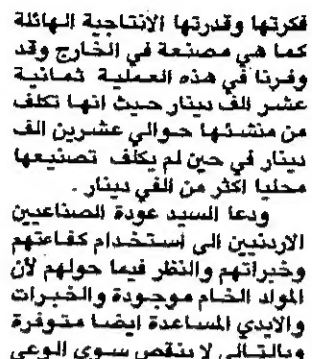 فكرتها وقدرتها الانتاجية الهائلة
كما هي مصنعة في الخارج وقد
وفرنا في هذه العملية ثمانية
عشر الف دينار حيث انها تكلف
من منشئها حوالي عشرين الف
دينار في حين لم يكلف تصنيعها
محليا اكثر من الفي دينار .
ودعا السيد عودة الصناعيين
الاردنيين الى أستخدام كفاءتهم
وخبراتهم والنظر فيما حولهم لأن
المواد الخام موجودة والخبرات
والايدي المساعدة ايضا متوفرة
وبالتالي لا ينقص سوى الوعي